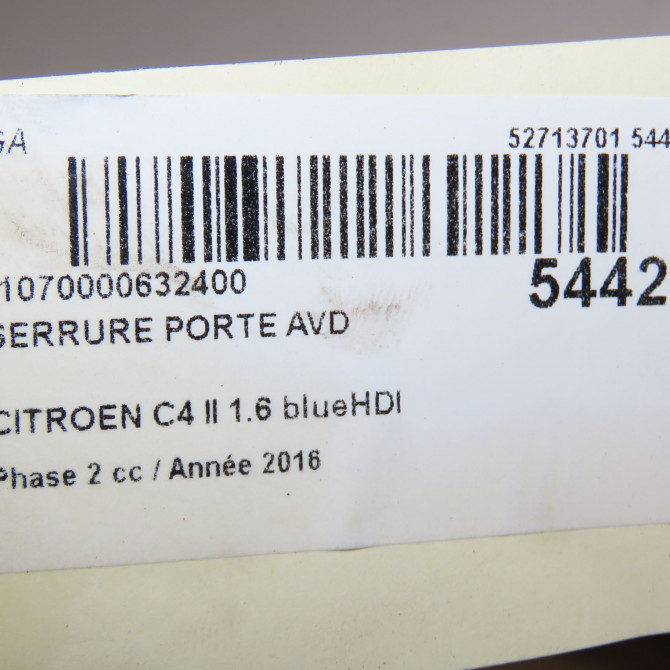 GA 52713701 544
1070000632400 5442
SERRURE PORTE AVD
CITROEN C4 II 1.6 blueHDI
Phase 2 cc / Année 2016